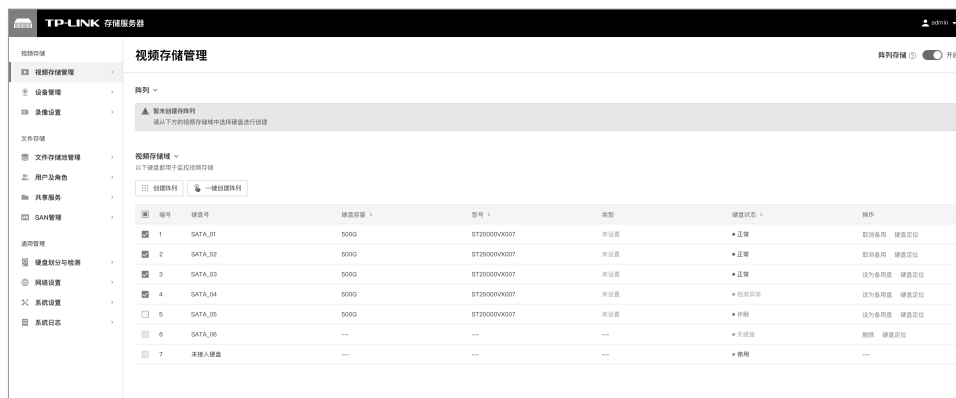 TP-LINK 存储服务器
admin
视频存储
视频存储管理
设备管理
录像设置
文件存储
文件存储池管理
用户及角色
共享服务
SAN管理
通用管理
硬盘划分与检测
网络设置
系统设置
系统日志
视频存储管理
阵列存储 开启
阵列
暂未创建存阵列
请从下方的视频存储域中选择硬盘进行创建
视频存储域
以下硬盘都用于监控视频存储
创建阵列 一键创建阵列
编号 硬盘号 硬盘容量 型号 类型 硬盘状态 操作
1 SATA_01 500G ST20000VX007 未设置 正常 取消备用 硬盘定位
2 SATA_02 500G ST20000VX007 未设置 正常 取消备用 硬盘定位
3 SATA_03 500G ST20000VX007 未设置 正常 设为备用盘 硬盘定位
4 SATA_04 500G ST20000VX007 未设置 检测异常 设为备用盘 硬盘定位
5 SATA_05 500G ST20000VX007 未设置 休眠 设为备用盘 硬盘定位
6 SATA_06 -- -- -- 无硬盘 删除 硬盘定位
7 未接入硬盘 -- -- -- 停用 --